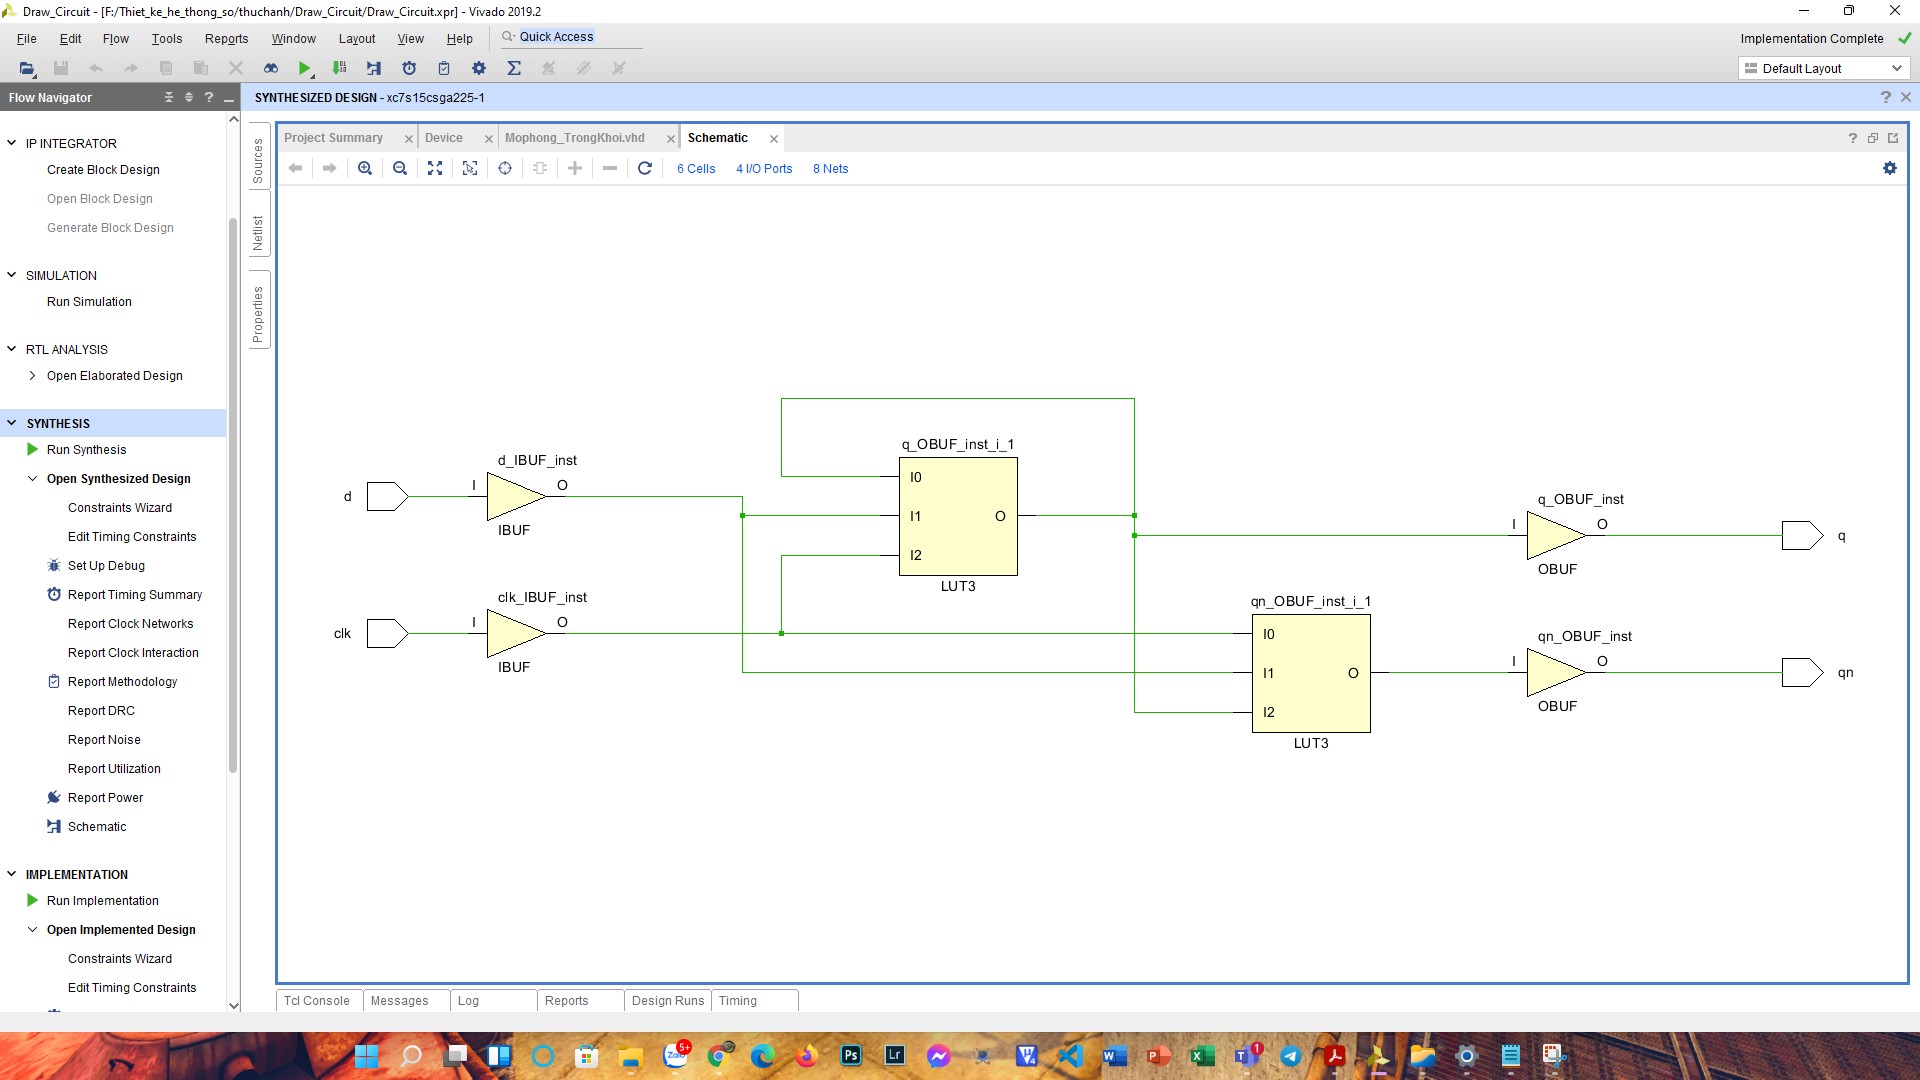 Draw_Circuit - [F:/Thiet_ke_he_thong_so/thuchanh/Draw_Circuit/Draw_Circuit.xpr] - Vivado 2019.2
File Edit Flow Tools Reports Window Layout View Help Quick Access
Implementation Complete
Default Layout
Flow Navigator
SYNTHESIZED DESIGN - xc7s15csga225-1
IP INTEGRATOR
Create Block Design
Open Block Design
Generate Block Design
SIMULATION
Run Simulation
RTL ANALYSIS
Open Elaborated Design
SYNTHESIS
Run Synthesis
Open Synthesized Design
Constraints Wizard
Edit Timing Constraints
Set Up Debug
Report Timing Summary
Report Clock Networks
Report Clock Interaction
Report Methodology
Report DRC
Report Noise
Report Utilization
Report Power
Schematic
IMPLEMENTATION
Run Implementation
Open Implemented Design
Constraints Wizard
Edit Timing Constraints
Sources
Netlist
Properties
Project Summary Device Mophong_TrongKhoi.vhd Schematic
6 Cells 4 I/O Ports 8 Nets
d
d_IBUF_inst
I O
IBUF
clk
clk_IBUF_inst
I O
IBUF
q_OBUF_inst_i_1
I0
I1 O
I2
LUT3
qn_OBUF_inst_i_1
I0
I1 O
I2
LUT3
q_OBUF_inst
I O
OBUF
q
qn_OBUF_inst
I O
OBUF
qn
Tcl Console Messages Log Reports Design Runs Timing
Zalo 5+
Ps
Lr
1